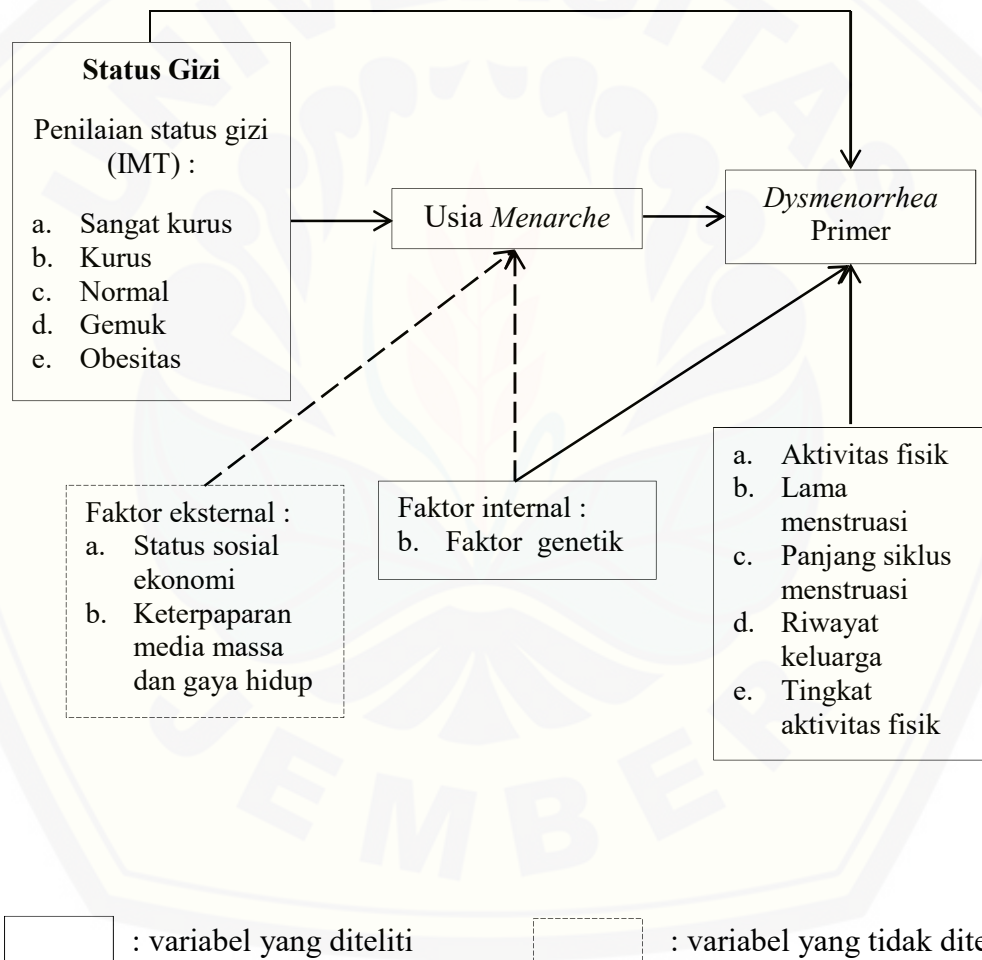 Status Gizi
Penilaian status gizi
(IMT) :
a. Sangat kurus
b. Kurus
c. Normal
d. Gemuk
e. Obesitas
Usia Menarche
Dysmenorrhea
Primer
Faktor eksternal :
a. Status sosial
ekonomi
b. Keterpaparan
media massa
dan gaya hidup
Faktor internal :
b. Faktor genetik
a. Aktivitas fisik
b. Lama
menstruasi
c. Panjang siklus
menstruasi
d. Riwayat
keluarga
e. Tingkat
aktivitas fisik
: variabel yang diteliti
: variabel yang tidak dite
UNIVERSITAS
JEMBER